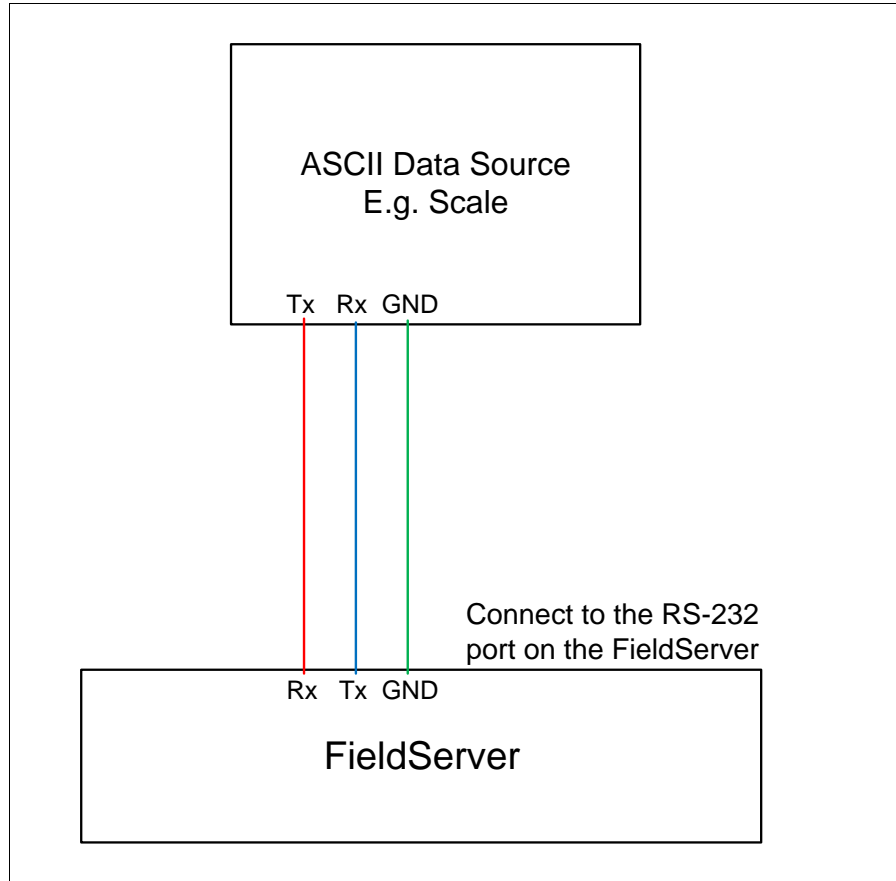 ASCII Data Source
E.g. Scale
Tx Rx GND
Connect to the RS-232
port on the FieldServer
Rx Tx GND
FieldServer